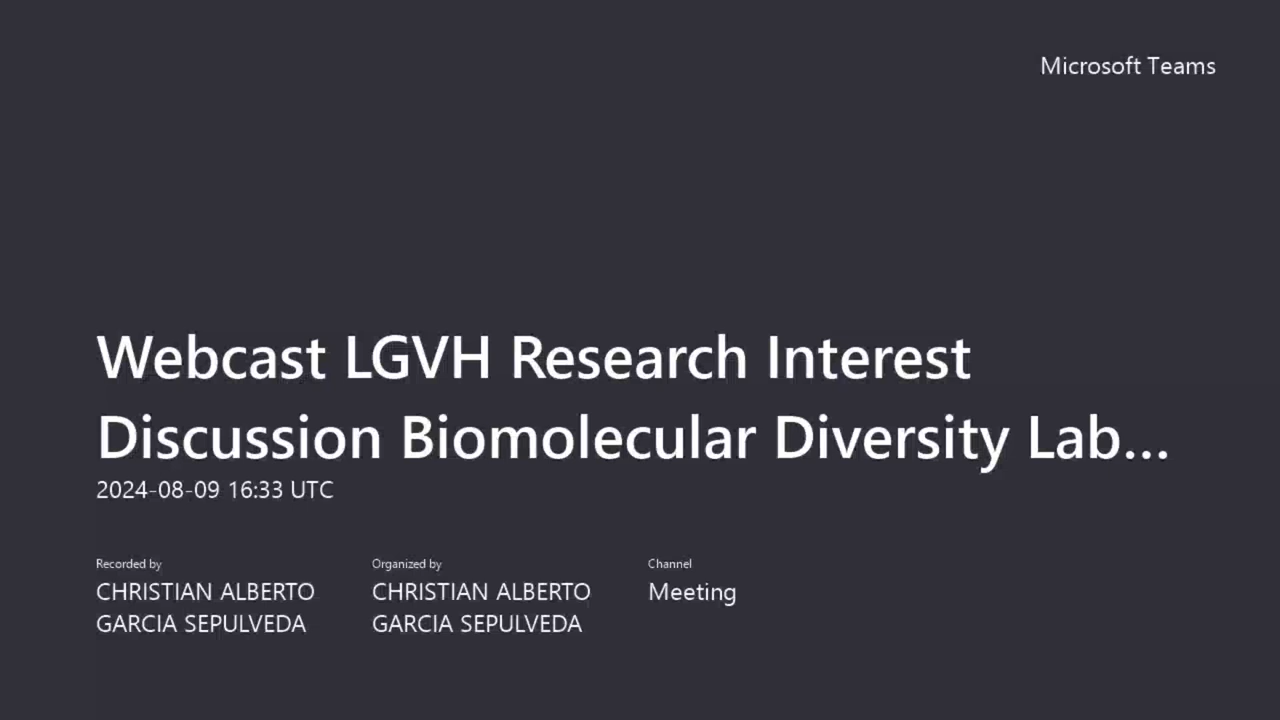 Microsoft Teams
Webcast LGVH Research Interest
Discussion Biomolecular Diversity Lab...
2024-08-09 16:33 UTC
Recorded by
CHRISTIAN ALBERTO
GARCIA SEPULVEDA
Organized by
CHRISTIAN ALBERTO
GARCIA SEPULVEDA
Channel
Meeting